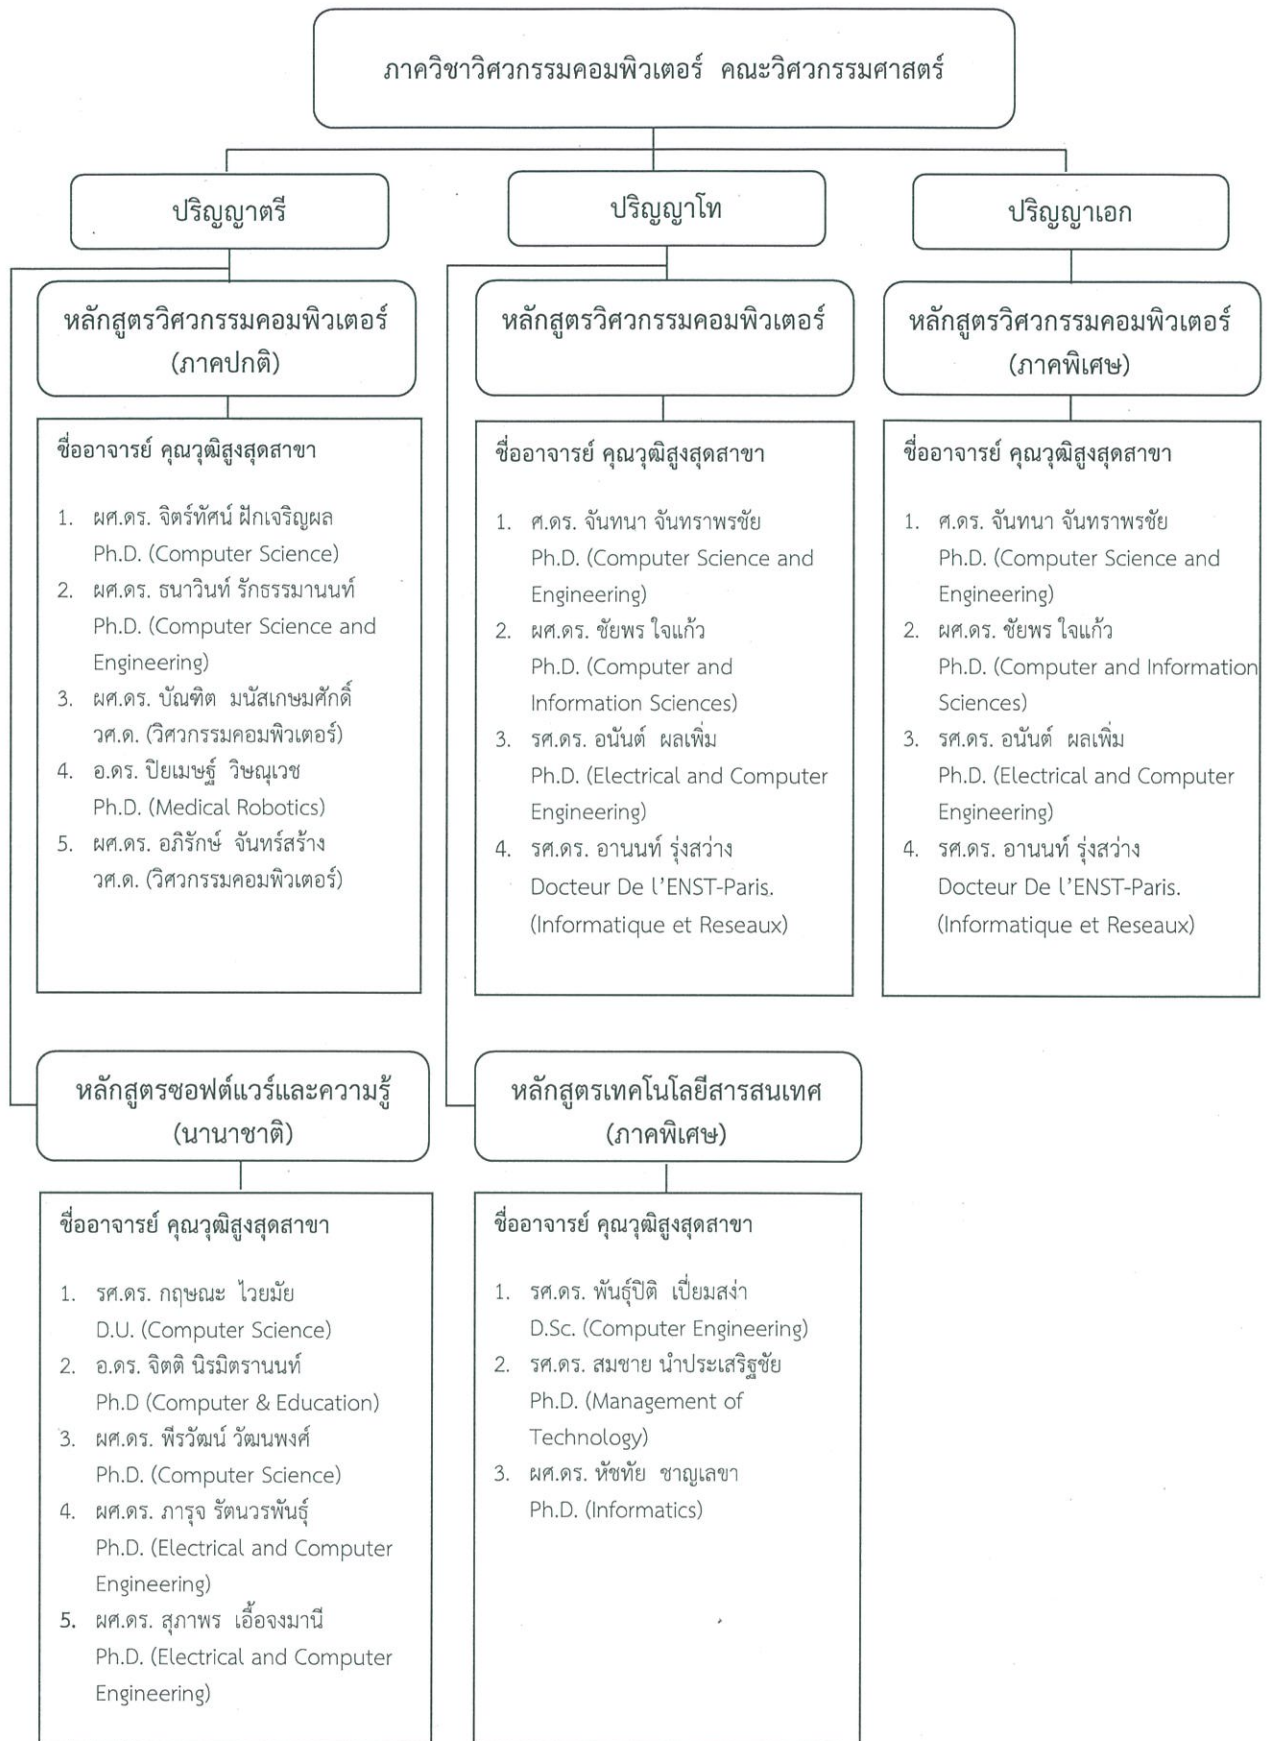 ภาควิชาวิศวกรรมคอมพิวเตอร์ คณะวิศวกรรมศาสตร์
ปริญญาตรี
หลักสูตรวิศวกรรมคอมพิวเตอร์
(ภาคปกติ)
ชื่ออาจารย์ คุณวุฒิสูงสุดสาขา
1. ผศ.ดร. จิตร์ทัศน์ ฝักเจริญผล
Ph.D. (Computer Science)
2. ผศ.ดร. ธนาวินท์ รักธรรมานนท์
Ph.D. (Computer Science and
Engineering)
3. ผศ.ดร. บัณฑิต มนัสเกษมศักดิ์
วศ.ด. (วิศวกรรมคอมพิวเตอร์)
4. อ.ดร. ปิยเมษฐ์ วิษณุเวช
Ph.D. (Medical Robotics)
5. ผศ.ดร. อภิรักษ์ จันทร์สร้าง
วศ.ด. (วิศวกรรมคอมพิวเตอร์)
หลักสูตรซอฟต์แวร์และความรู้
(นานาชาติ)
ชื่ออาจารย์ คุณวุฒิสูงสุดสาขา
1. รศ.ดร. กฤษณะ ไวยมัย
D.U. (Computer Science)
2. อ.ดร. จิตติ นิรมิตรานนท์
Ph.D (Computer & Education)
3. ผศ.ดร. พีรวัฒน์ วัฒนพงศ์
Ph.D. (Computer Science)
4. ผศ.ดร. ภารุจ รัตนวรพันธุ์
Ph.D. (Electrical and Computer
Engineering)
5. ผศ.ดร. สุภาพร เอื้อจงมานี
Ph.D. (Electrical and Computer
Engineering)
ปริญญาโท
หลักสูตรวิศวกรรมคอมพิวเตอร์
ชื่ออาจารย์ คุณวุฒิสูงสุดสาขา
1. ศ.ดร. จันทนา จันทราพรชัย
Ph.D. (Computer Science and
Engineering)
2. ผศ.ดร. ชัยพร ใจแก้ว
Ph.D. (Computer and
Information Sciences)
3. รศ.ดร. อนันต์ ผลเพิ่ม
Ph.D. (Electrical and Computer
Engineering)
4. รศ.ดร. อานนท์ รุ่งสว่าง
Docteur De l'ENST-Paris.
(Informatique et Reseaux)
หลักสูตรเทคโนโลยีสารสนเทศ
(ภาคพิเศษ)
ชื่ออาจารย์ คุณวุฒิสูงสุดสาขา
1. รศ.ดร. พันธุ์ปิติ เปี่ยมสง่า
D.Sc. (Computer Engineering)
2. รศ.ดร. สมชาย นำประเสริฐชัย
Ph.D. (Management of
Technology)
3. ผศ.ดร. หัชทัย ชาญเลขา
Ph.D. (Informatics)
ปริญญาเอก
หลักสูตรวิศวกรรมคอมพิวเตอร์
(ภาคพิเศษ)
ชื่ออาจารย์ คุณวุฒิสูงสุดสาขา
1. ศ.ดร. จันทนา จันทราพรชัย
Ph.D. (Computer Science and
Engineering)
2. ผศ.ดร. ชัยพร ใจแก้ว
Ph.D. (Computer and Information
Sciences)
3. รศ.ดร. อนันต์ ผลเพิ่ม
Ph.D. (Electrical and Computer
Engineering)
4. รศ.ดร. อานนท์ รุ่งสว่าง
Docteur De l'ENST-Paris.
(Informatique et Reseaux)